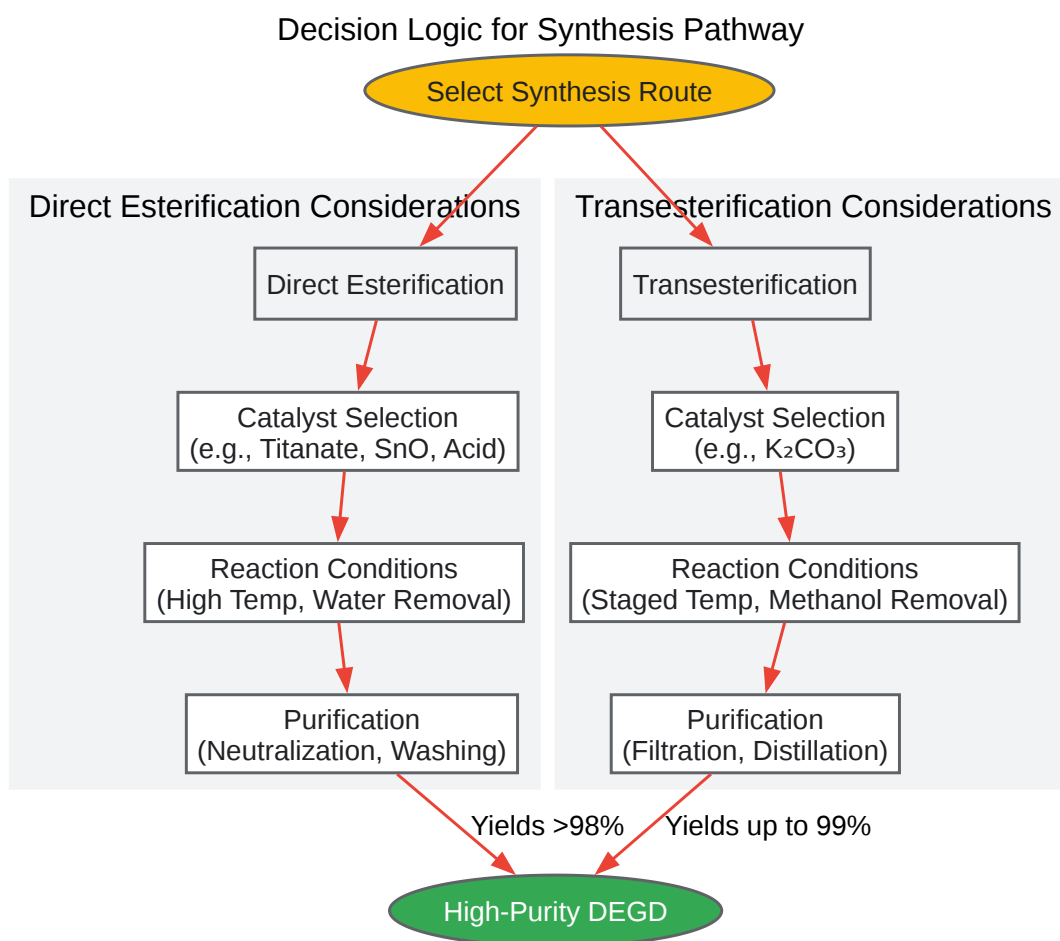 Decision Logic for Synthesis Pathway
Select Synthesis Route
Direct Esterification Considerations
Direct Esterification
Catalyst Selection
(e.g., Titanate, SnO, Acid)
Reaction Conditions
(High Temp, Water Removal)
Purification
(Neutralization, Washing)
Yields >98%
Transesterification Considerations
Transesterification
Catalyst Selection
(e.g., K₂CO₃)
Reaction Conditions
(Staged Temp, Methanol Removal)
Purification
(Filtration, Distillation)
Yields up to 99%
High-Purity DEGD